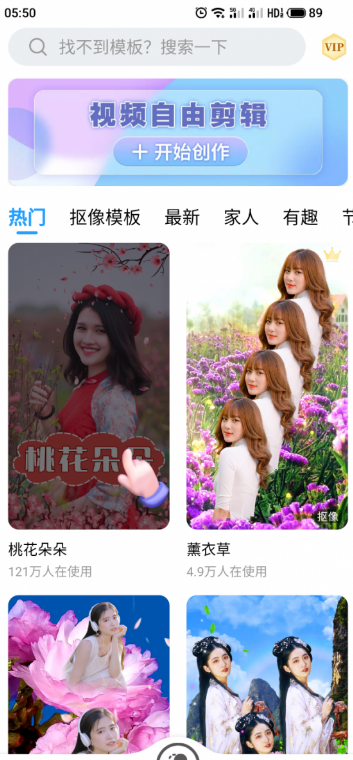 05:50
5G
4G
HD
89
找不到模板？搜索一下
VIP
视频自由剪辑
＋ 开始创作
热门
抠像模板
最新
家人
有趣
桃花朵
抠像
桃花朵朵
薰衣草
121万人在使用
4.9万人在使用